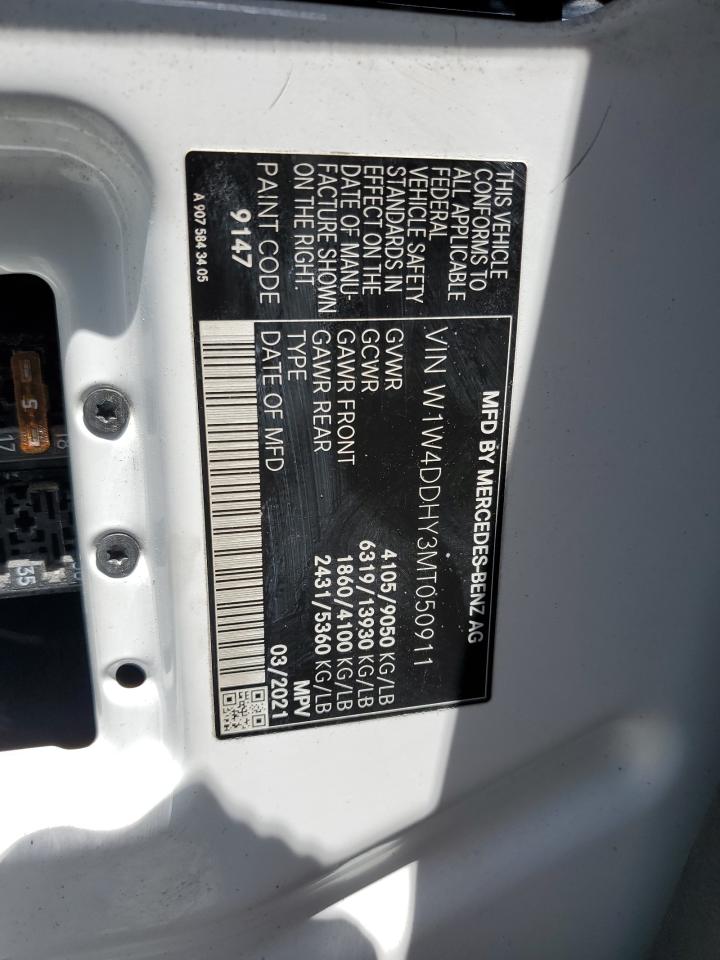 MFD BY MERCEDES-BENZ AG
VIN W1W4DDHY3MT050911
GVWR 4105/9050 KG/LB
GCWR 6319/13930 KG/LB
GAWR FRONT 1860/4100 KG/LB
GAWR REAR 2431/5360 KG/LB
TYPE MPV
DATE OF MFD 03/2021
THIS VEHICLE
CONFORMS TO
ALL APPLICABLE
FEDERAL
VEHICLE SAFETY
STANDARDS IN
EFFECT ON THE
DATE OF MANU-
FACTURE SHOWN
ON THE RIGHT
PAINT CODE
9147
A 907 584 34 05
5
17
18
35